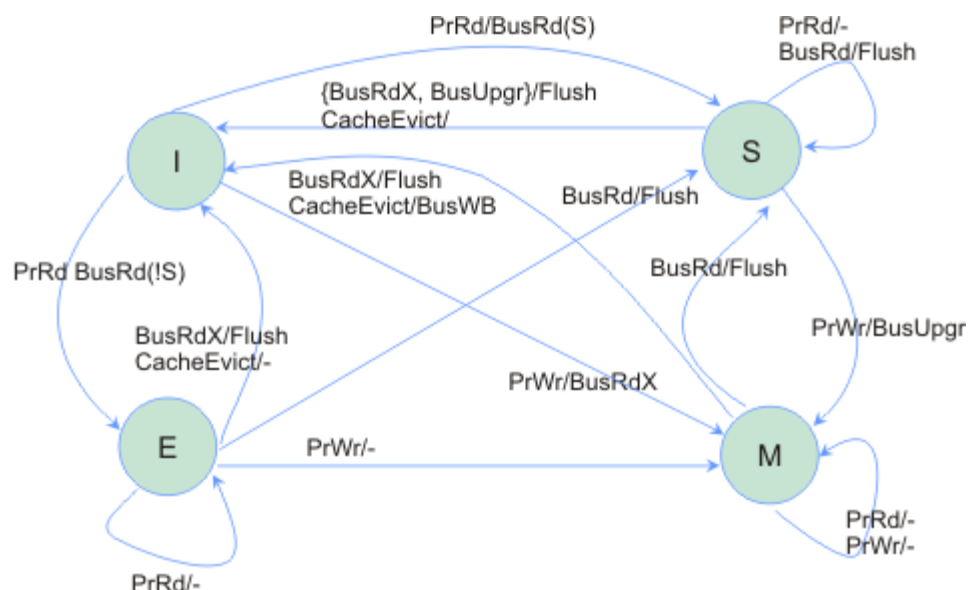 PrRd/BusRd(S)
PrRd/-
BusRd/Flush
{BusRdX, BusUpgr}/Flush
CacheEvict/
S
I
BusRdX/Flush
CacheEvict/BusWB
BusRd/Flush
PrRd BusRd(!S)
BusRd/Flush
BusRdX/Flush
CacheEvict/-
PrWr/BusUpgr
PrWr/BusRdX
E
PrWr/-
M
PrRd/-
PrWr/-
PrRd/-